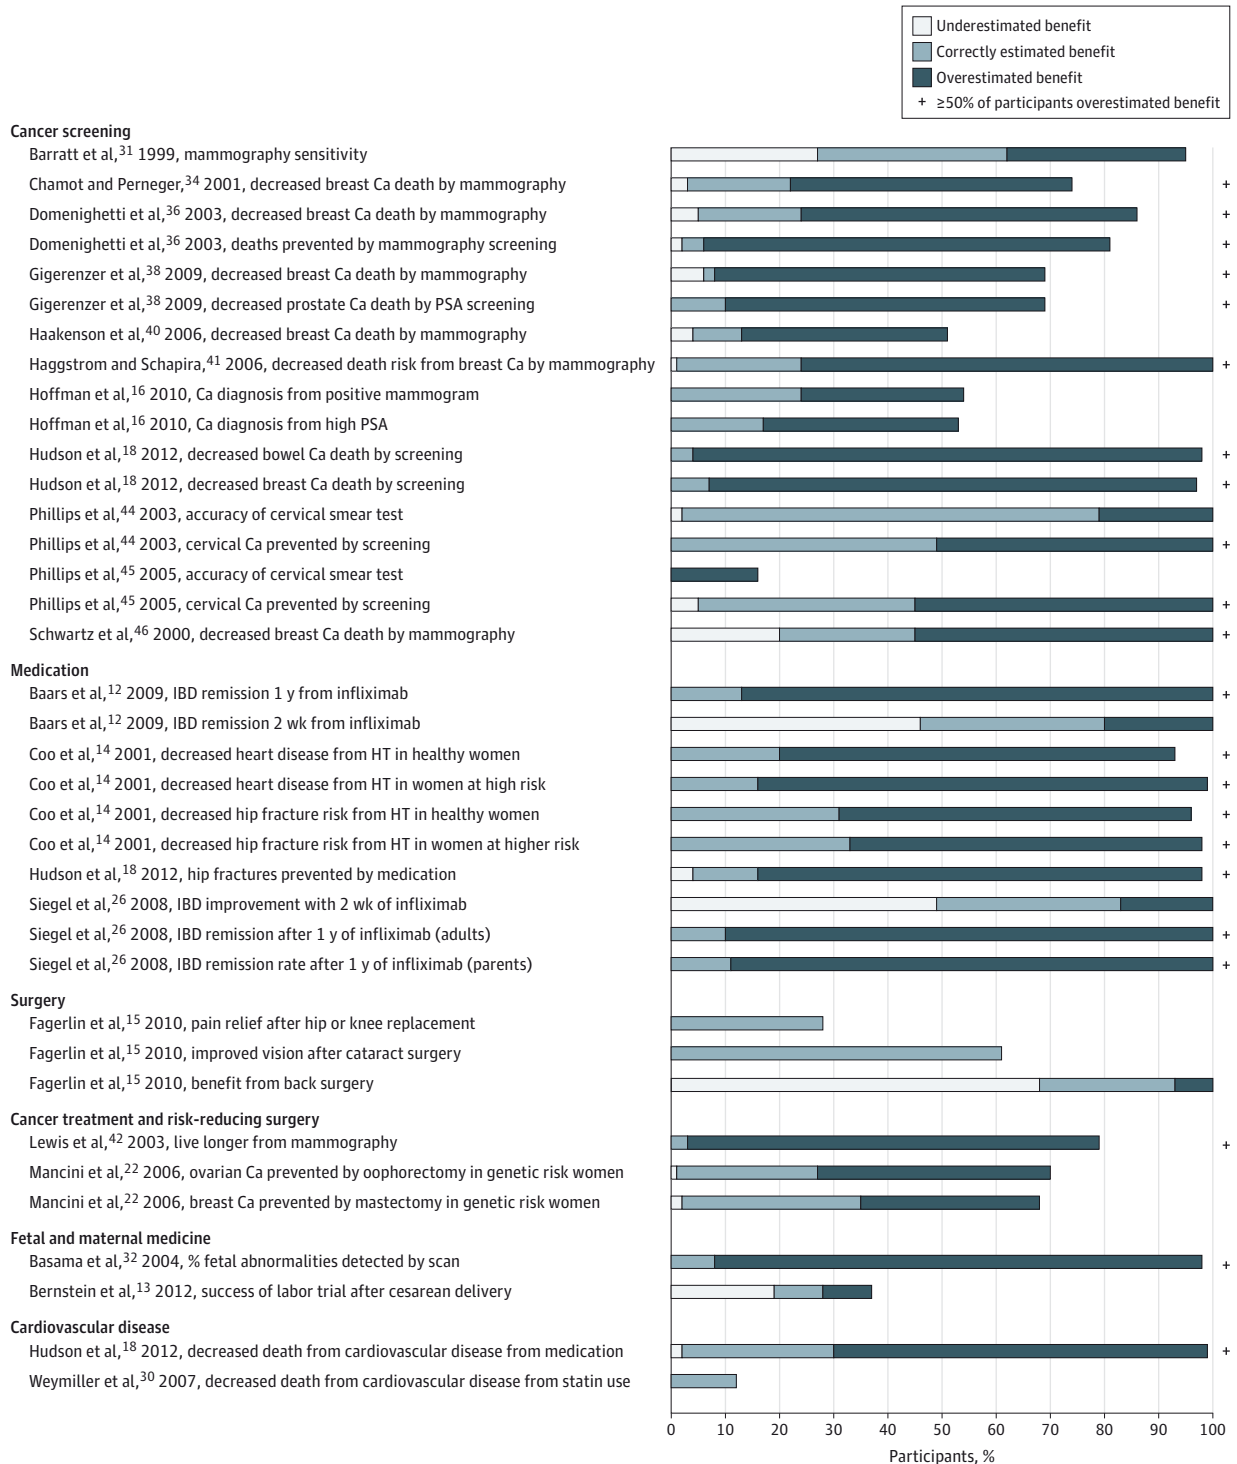 Underestimated benefit
Correctly estimated benefit
Overestimated benefit
+ ≥50% of participants overestimated benefit
Cancer screening
Barratt et al,31 1999, mammography sensitivity
Chamot and Perneger,34 2001, decreased breast Ca death by mammography +
Domenighetti et al,36 2003, decreased breast Ca death by mammography +
Domenighetti et al,36 2003, deaths prevented by mammography screening +
Gigerenzer et al,38 2009, decreased breast Ca death by mammography +
Gigerenzer et al,38 2009, decreased prostate Ca death by PSA screening +
Haakenson et al,40 2006, decreased breast Ca death by mammography
Haggstrom and Schapira,41 2006, decreased death risk from breast Ca by mammography +
Hoffman et al,16 2010, Ca diagnosis from positive mammogram
Hoffman et al,16 2010, Ca diagnosis from high PSA
Hudson et al,18 2012, decreased bowel Ca death by screening +
Hudson et al,18 2012, decreased breast Ca death by screening +
Phillips et al,44 2003, accuracy of cervical smear test
Phillips et al,44 2003, cervical Ca prevented by screening +
Phillips et al,45 2005, accuracy of cervical smear test
Phillips et al,45 2005, cervical Ca prevented by screening +
Schwartz et al,46 2000, decreased breast Ca death by mammography +
Medication
Baars et al,12 2009, IBD remission 1 y from infliximab +
Baars et al,12 2009, IBD remission 2 wk from infliximab
Coo et al,14 2001, decreased heart disease from HT in healthy women +
Coo et al,14 2001, decreased heart disease from HT in women at high risk +
Coo et al,14 2001, decreased hip fracture risk from HT in healthy women +
Coo et al,14 2001, decreased hip fracture risk from HT in women at higher risk +
Hudson et al,18 2012, hip fractures prevented by medication +
Siegel et al,26 2008, IBD improvement with 2 wk of infliximab
Siegel et al,26 2008, IBD remission after 1 y of infliximab (adults) +
Siegel et al,26 2008, IBD remission rate after 1 y of infliximab (parents) +
Surgery
Fagerlin et al,15 2010, pain relief after hip or knee replacement
Fagerlin et al,15 2010, improved vision after cataract surgery
Fagerlin et al,15 2010, benefit from back surgery
Cancer treatment and risk-reducing surgery
Lewis et al,42 2003, live longer from mammography +
Mancini et al,22 2006, ovarian Ca prevented by oophorectomy in genetic risk women
Mancini et al,22 2006, breast Ca prevented by mastectomy in genetic risk women
Fetal and maternal medicine
Basama et al,32 2004, % fetal abnormalities detected by scan +
Bernstein et al,13 2012, success of labor trial after cesarean delivery
Cardiovascular disease
Hudson et al,18 2012, decreased death from cardiovascular disease from medication +
Weymiller et al,30 2007, decreased death from cardiovascular disease from statin use
0 10 20 30 40 50 60 70 80 90 100
Participants, %